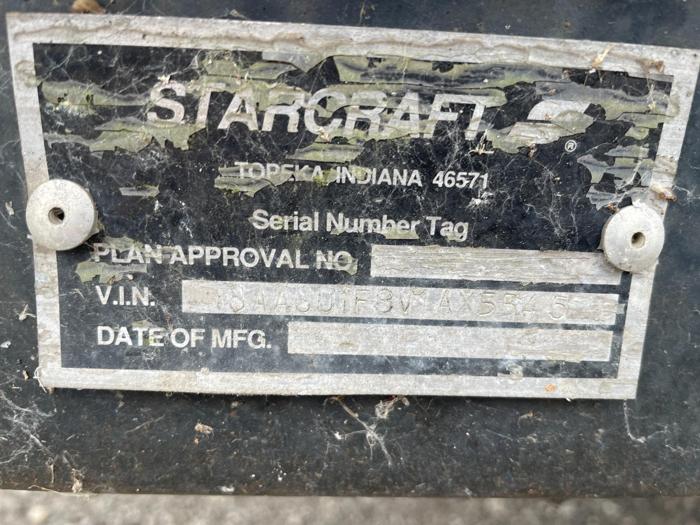 STARCRAFT ®
TOPEKA INDIANA 46571
Serial Number Tag
PLAN APPROVAL NO.
V.I.N.
DATE OF MFG.